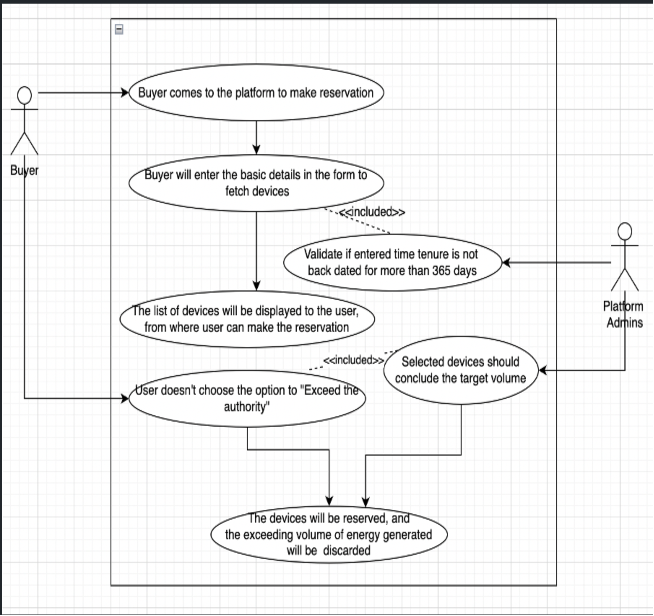 Buyer comes to the platform to make reservation
Buyer
Buyer will enter the basic details in the form to
fetch devices
<<included>>
Validate if entered time tenure is not
back dated for more than 365 days
Platform
Admins
The list of devices will be displayed to the user,
from where user can make the reservation
<<included>>
Selected devices should
conclude the target volume
User doesn't choose the option to "Exceed the
authority"
The devices will be reserved, and
the exceeding volume of energy generated
will be discarded